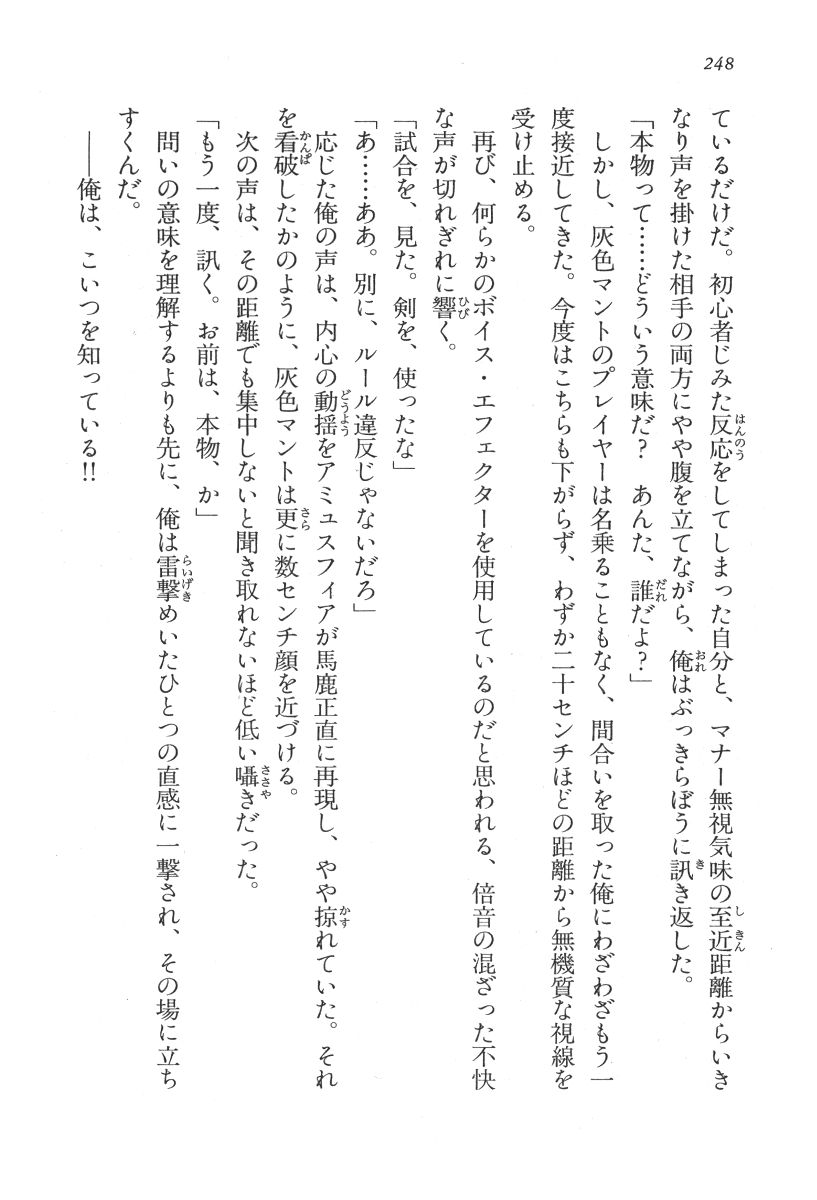 248
ているだけだ。初心者じみた反応をしてしまった自分と、マナー無視気味の至近距離からいき
なり声を掛けた相手の両方にやや腹を立てながら、俺はぶっきらぼうに訊き返した。
「本物って……どういう意味だ？　あんた、誰だよ？」
　しかし、灰色マントのプレイヤーは名乗ることもなく、間合いを取った俺にわざわざもう一
度接近してきた。今度はこちらも下がらず、わずか二十センチほどの距離から無機質な視線を
受け止める。
　再び、何らかのボイス・エフェクターを使用しているのだと思われる、倍音の混ざった不快
な声が切れぎれに響く。
「試合を、見た。剣を、使ったな」
「あ……ああ。別に、ルール違反じゃないだろ」
　応じた俺の声は、内心の動揺をアミュスフィアが馬鹿正直に再現し、やや掠れていた。それ
を看破したかのように、灰色マントは更に数センチ顔を近づける。
　次の声は、その距離でも集中しないと聞き取れないほど低い囁きだった。
「もう一度、訊く。お前は、本物、か」
　問いの意味を理解するよりも先に、俺は雷撃めいたひとつの直感に一撃され、その場に立ち
すくんだ。
　――俺は、こいつを知っている!!